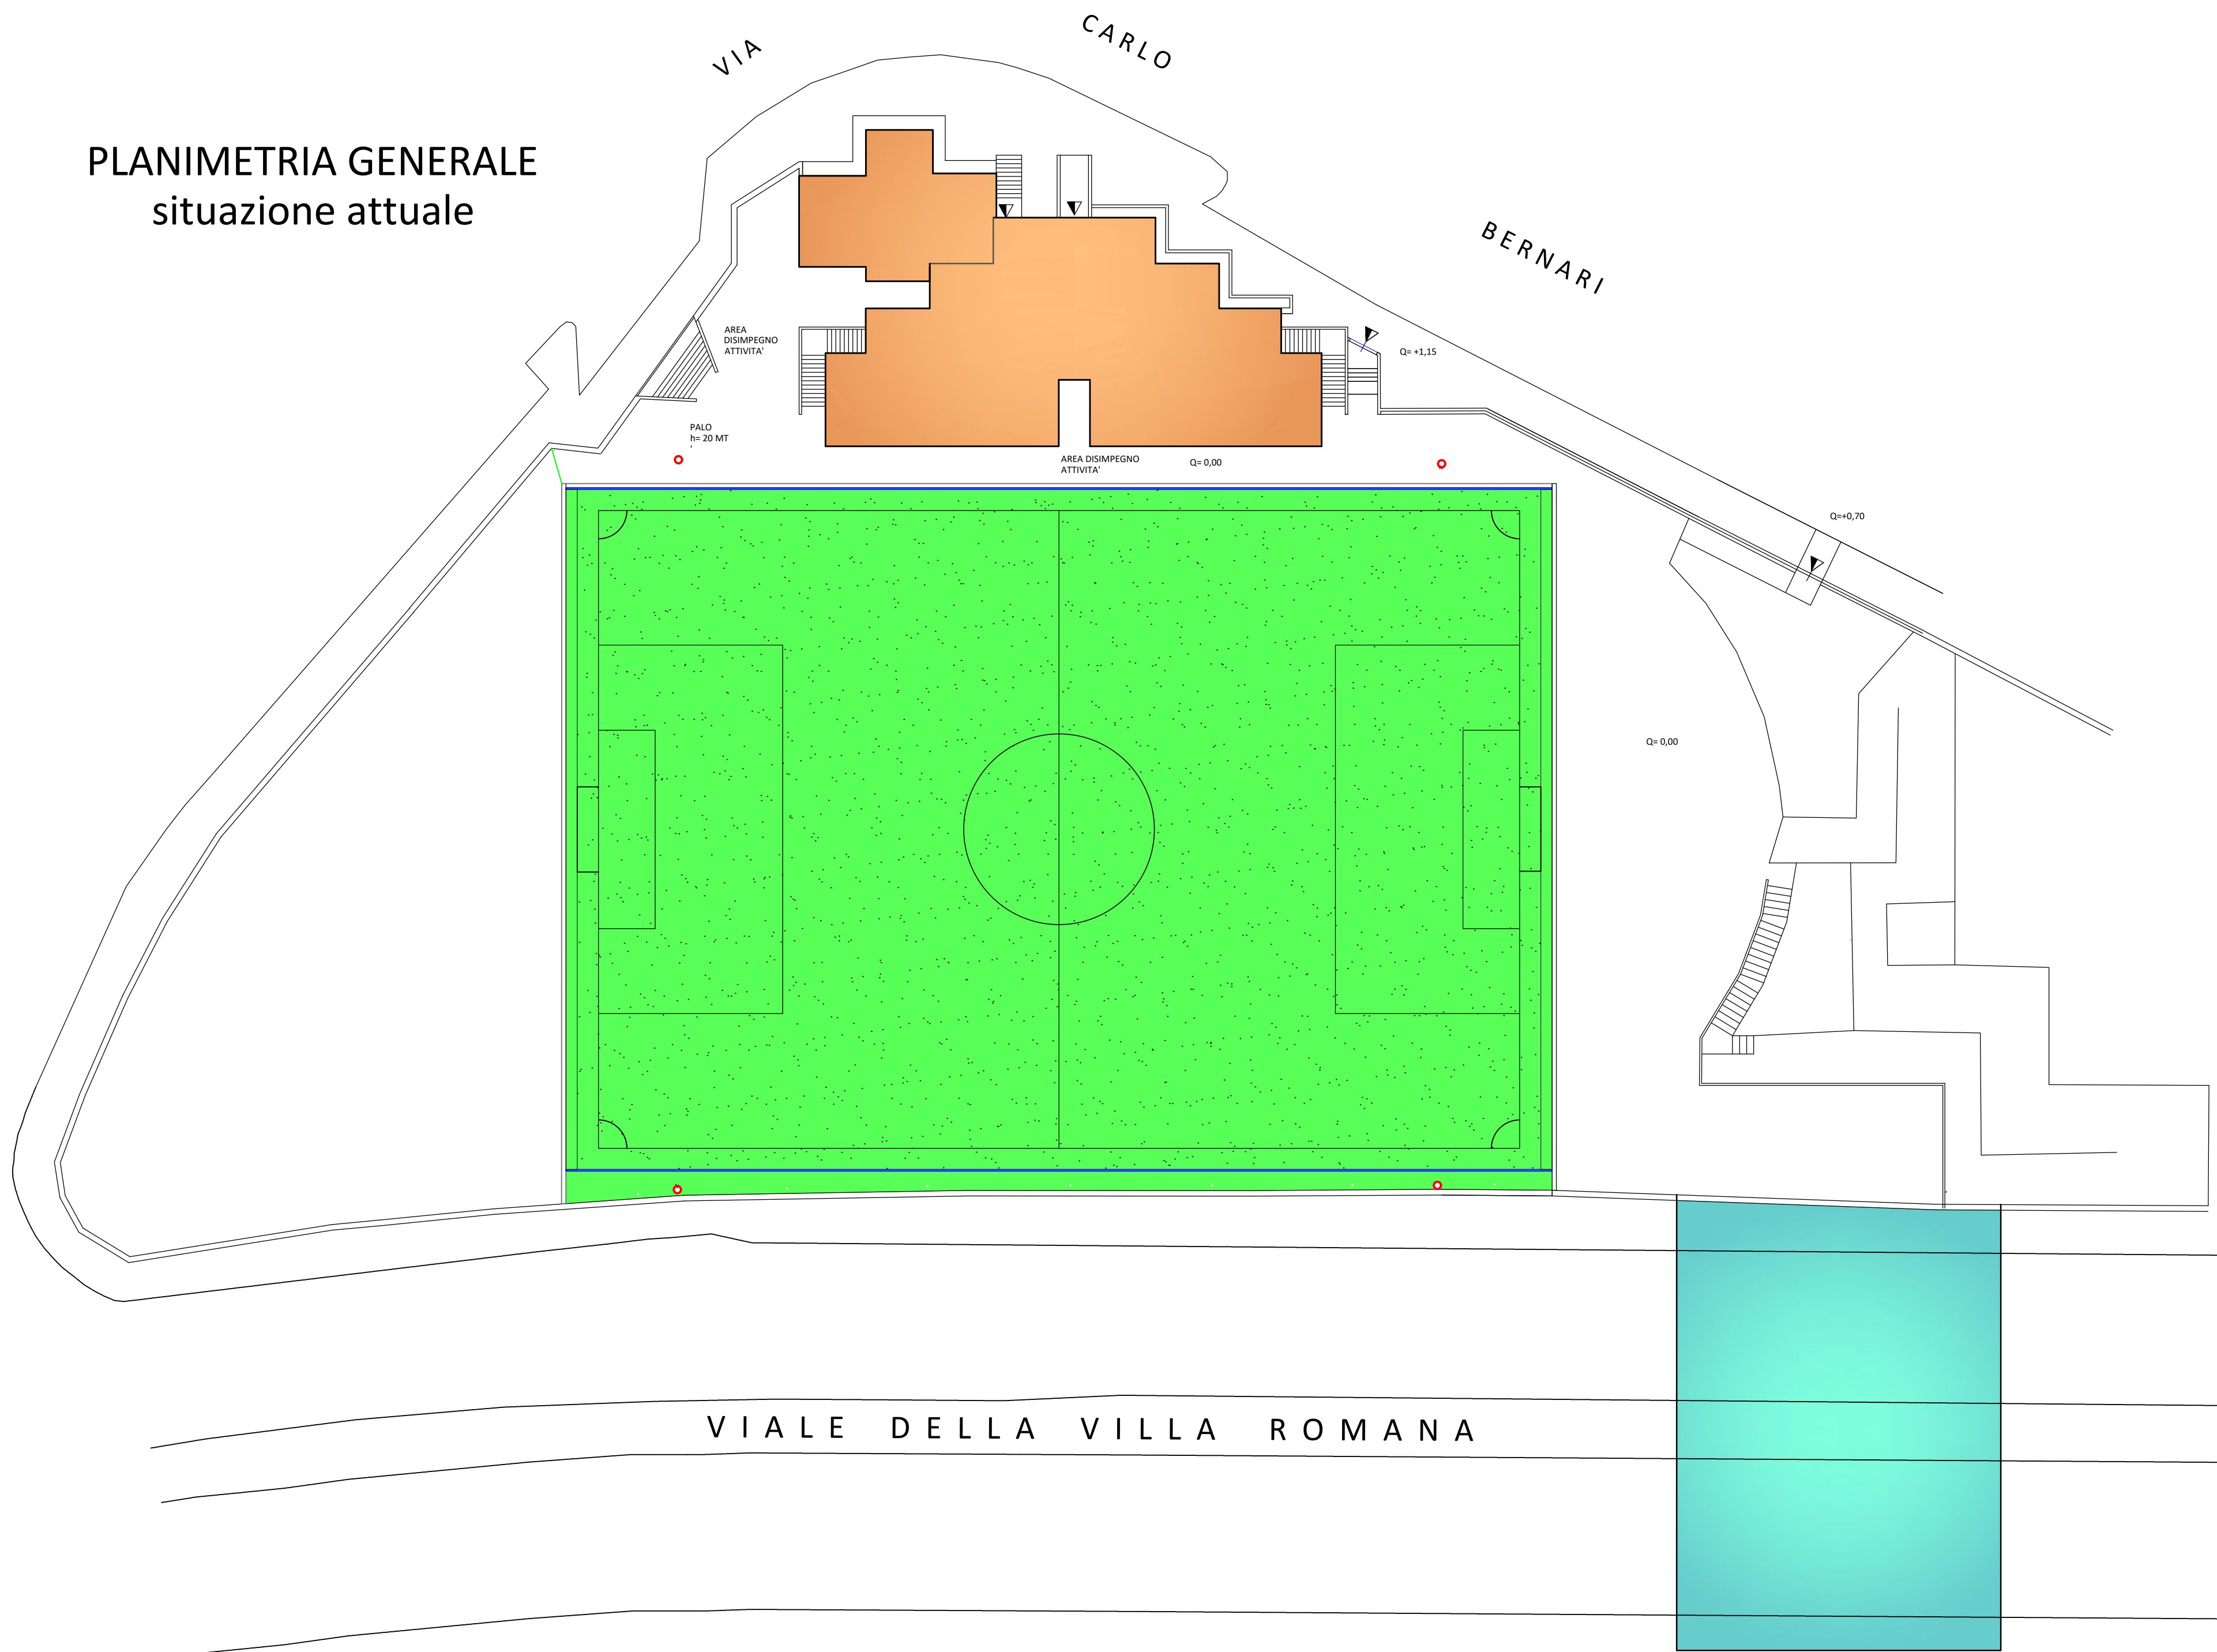 VIA
CARLO
BERNARI
PLANIMETRIA GENERALE
situazione attuale
AREA
DISIMPEGNO
ATTIVITA'
Q= +1,15
PALO
h= 20 MT
AREA DISIMPEGNO
ATTIVITA'
Q= 0,00
Q=+0,70
Q= 0,00
VIALE DELLA VILLA ROMANA